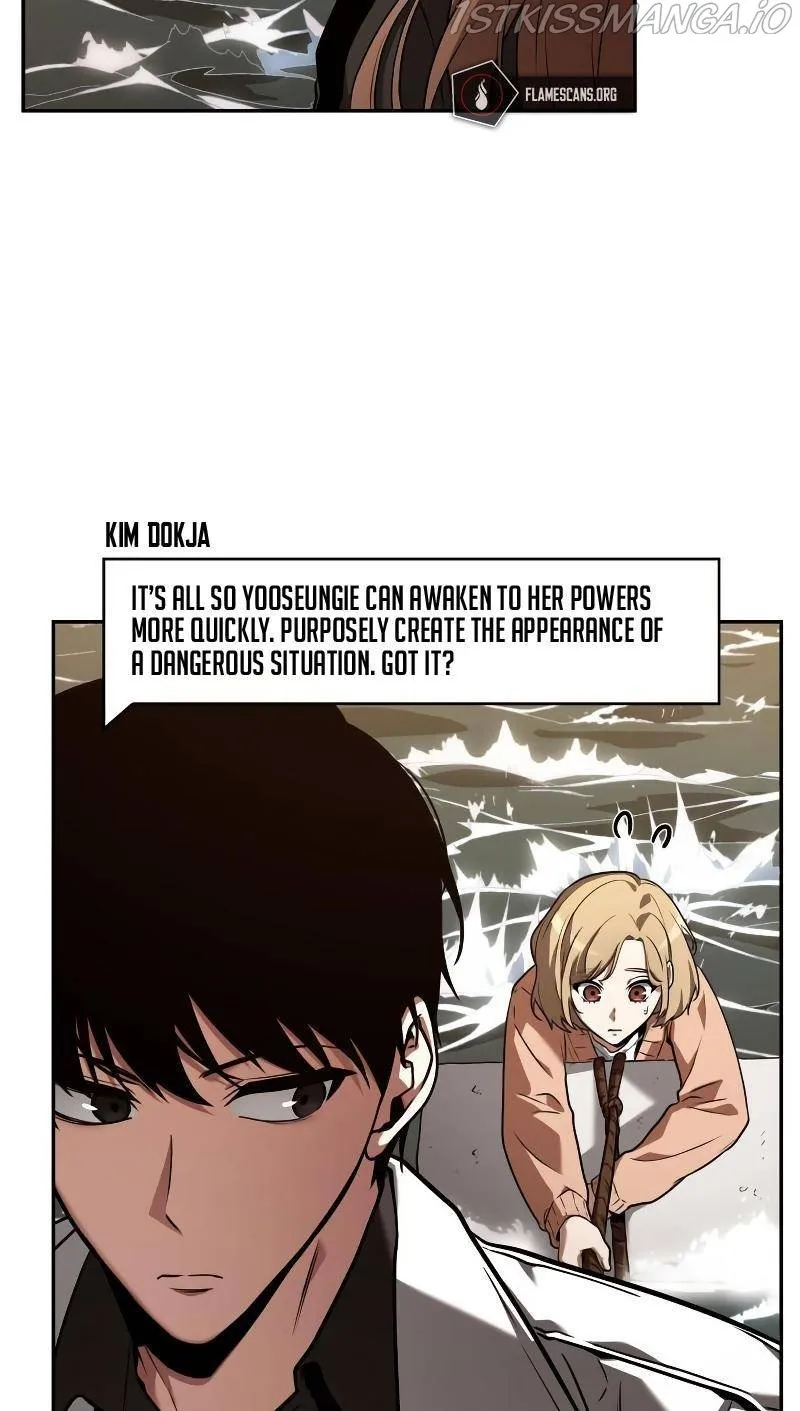 1STKISSMANGA.IO
FLAMESCANS.ORG
KIM DOKJA
IT'S ALL SO YOOSEUNGIE CAN AWAKEN TO HER POWERS
MORE QUICKLY. PURPOSELY CREATE THE APPEARANCE OF
A DANGEROUS SITUATION. GOT IT?